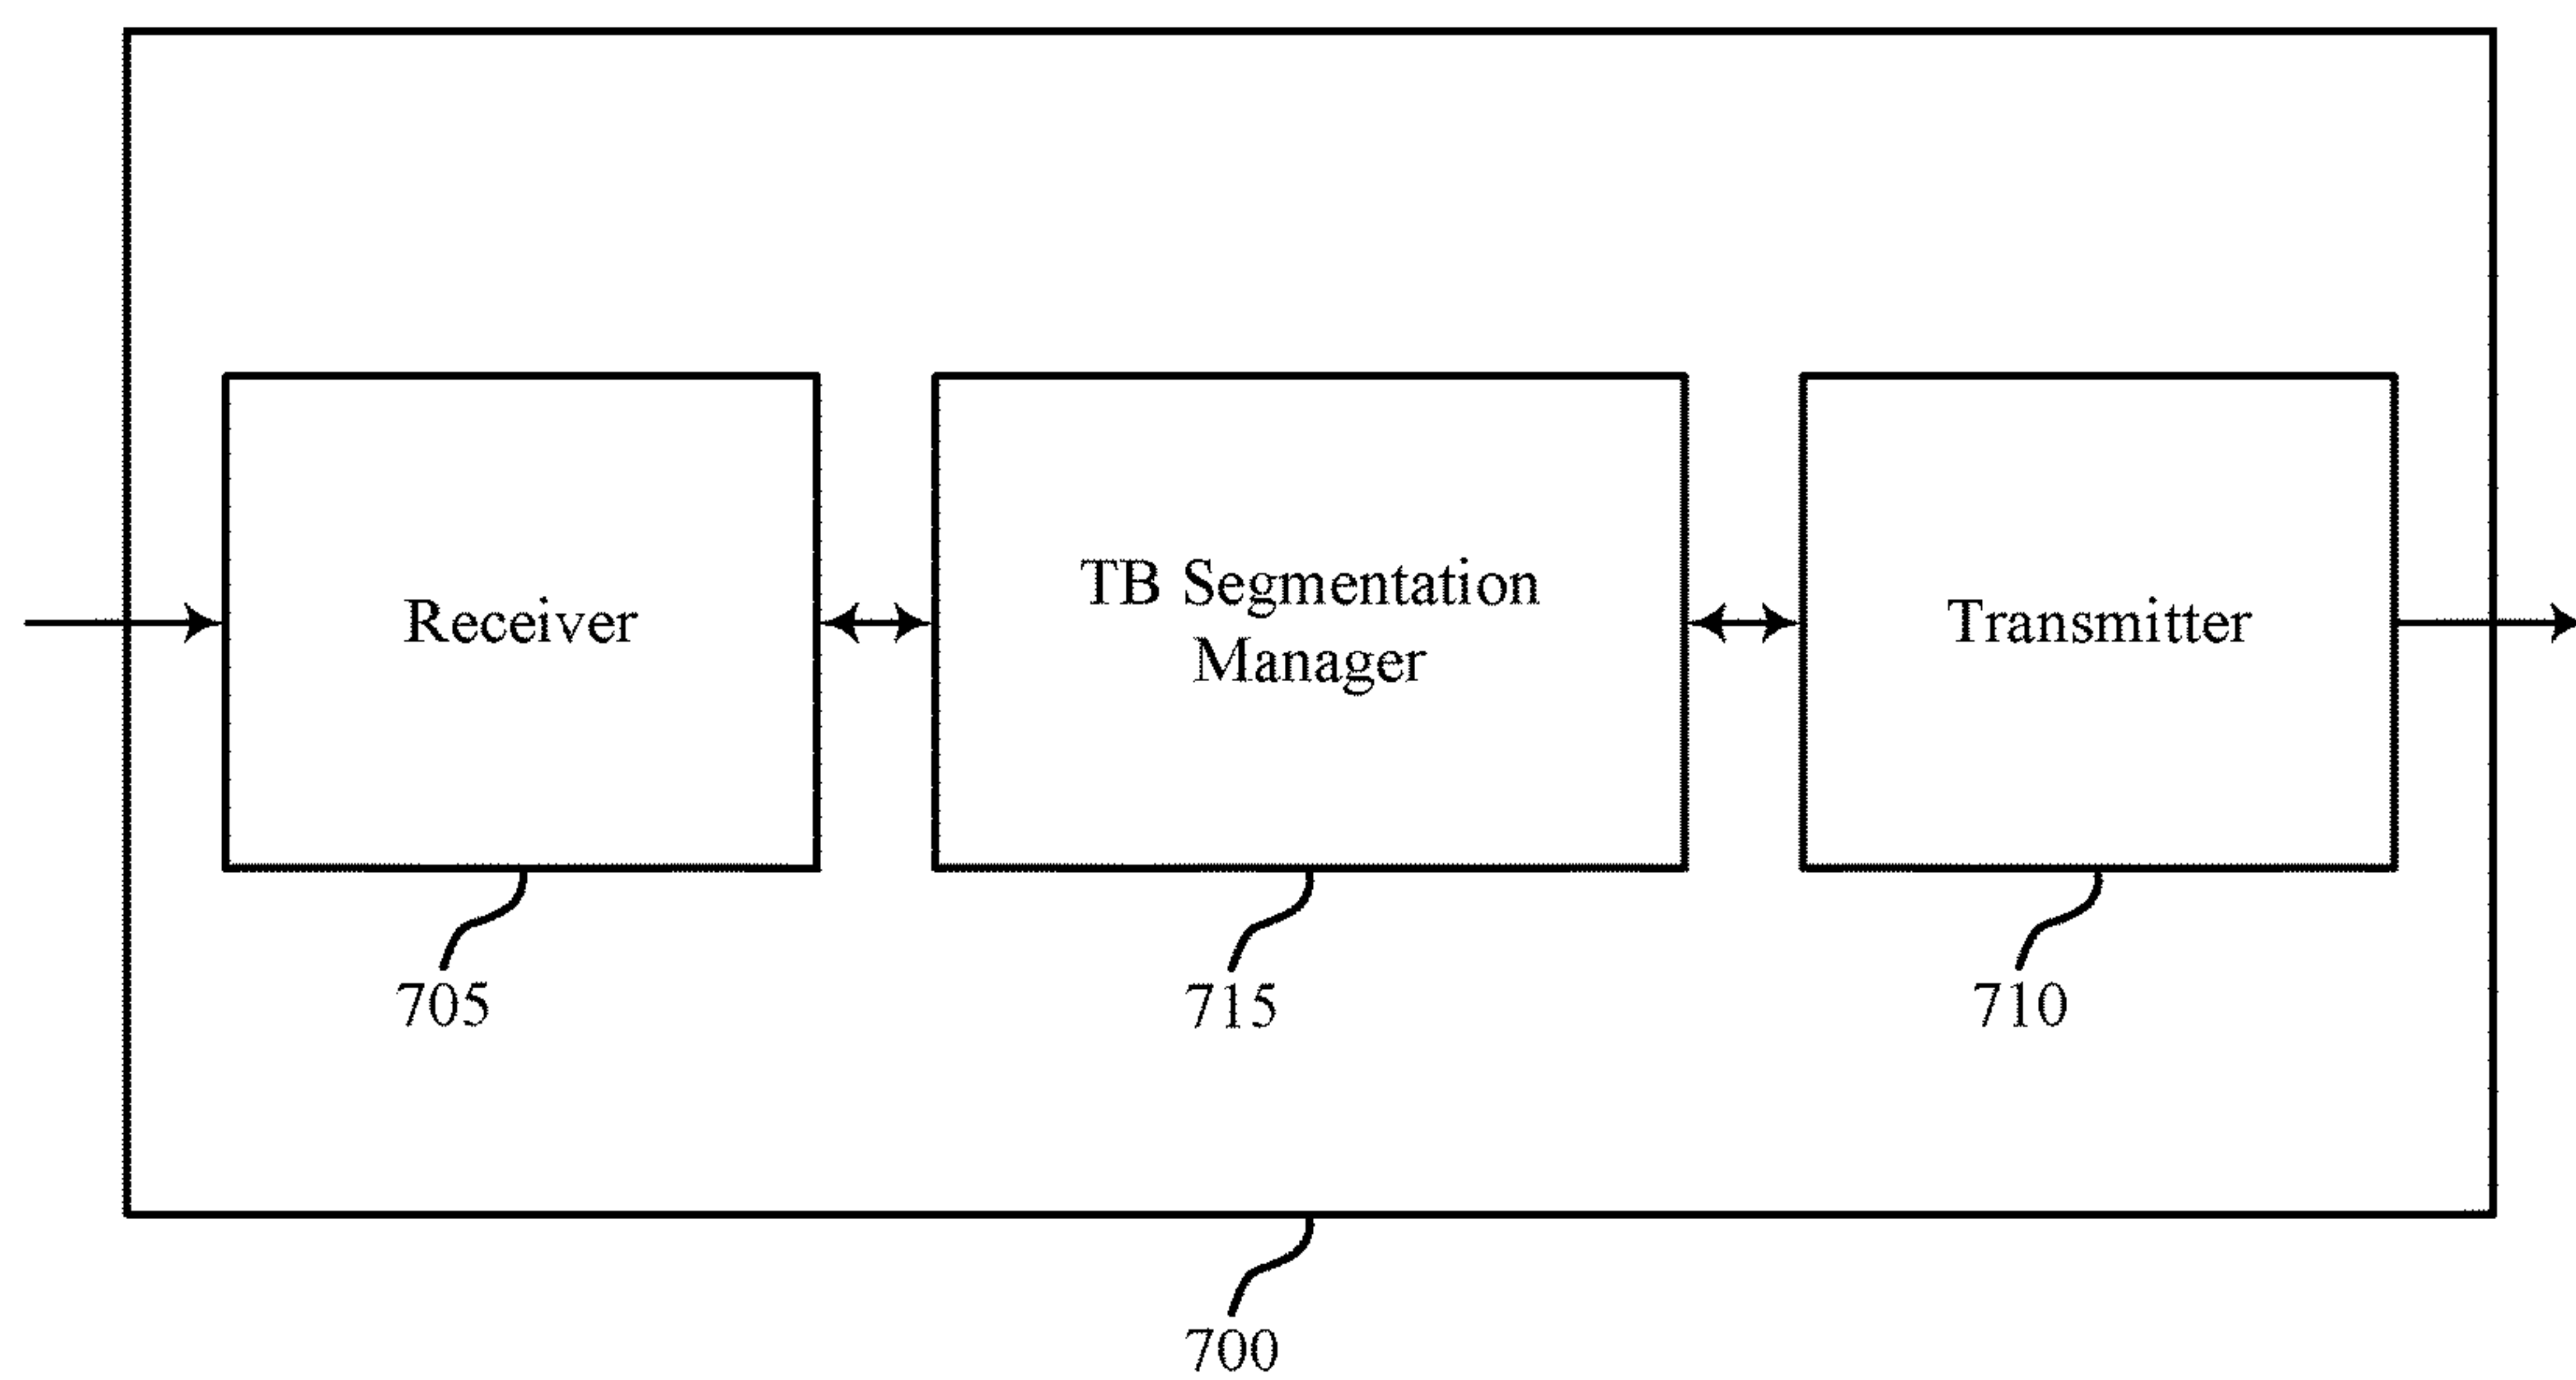 Receiver
TB Segmentation
Manager
Transmitter
705
715
710
700